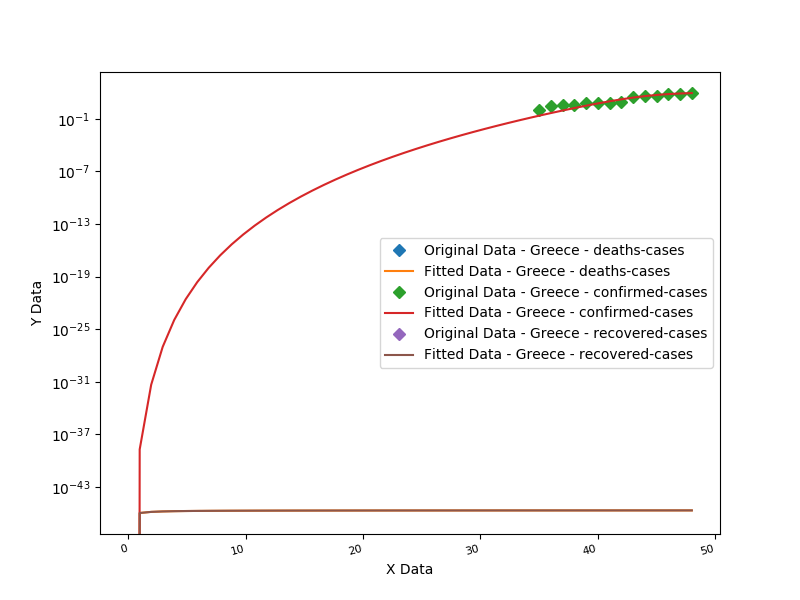 10⁻¹
10⁻⁷
10⁻¹³
10⁻¹⁹
10⁻²⁵
10⁻³¹
10⁻³⁷
10⁻⁴³
Y Data
Original Data - Greece - deaths-cases
Fitted Data - Greece - deaths-cases
Original Data - Greece - confirmed-cases
Fitted Data - Greece - confirmed-cases
Original Data - Greece - recovered-cases
Fitted Data - Greece - recovered-cases
0 10 20 30 40 50
X Data